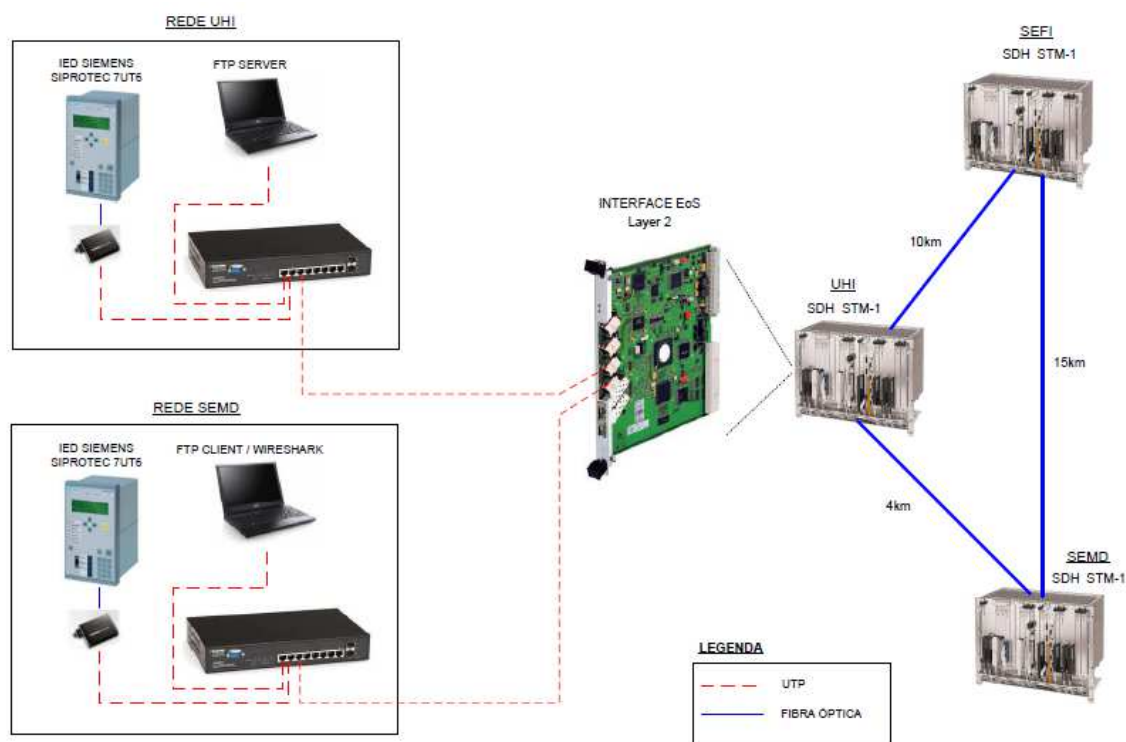 REDE UHI
IED SIEMENS
SIPROTEC 7UT6
FTP SERVER
INTERFACE EoS
Layer 2
SEFI
SDH STM-1
10km
UHI
SDH STM-1
15km
4km
SEMD
SDH STM-1
REDE SEMD
IED SIEMENS
SIPROTEC 7UT6
FTP CLIENT / WIRESHARK
LEGENDA
UTP
FIBRA ÓPTICA